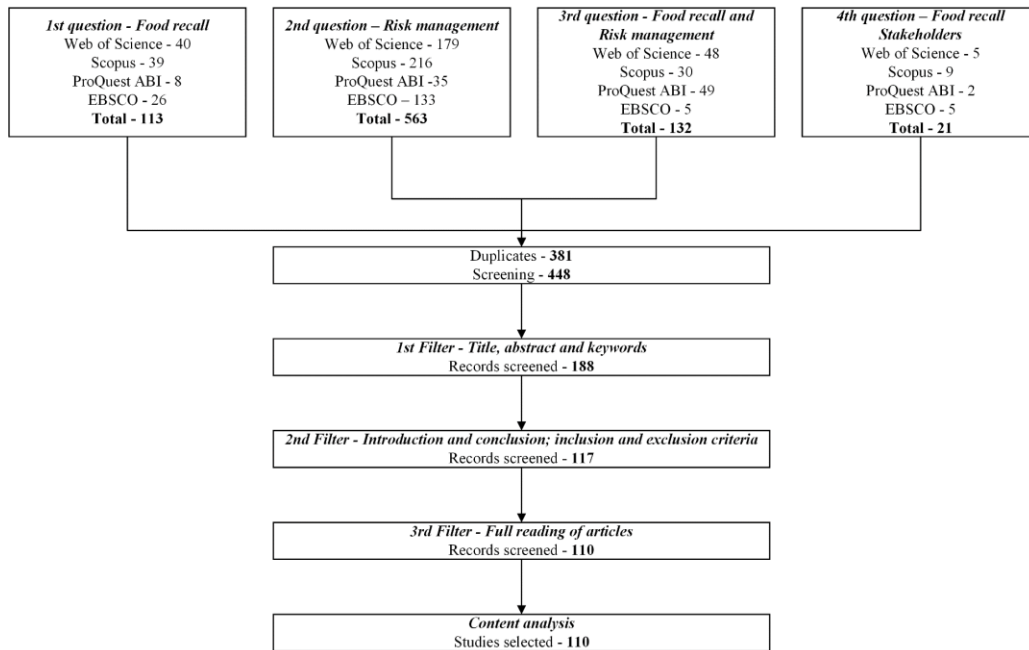 1st question - Food recall
Web of Science - 40
Scopus - 39
ProQuest ABI - 8
EBSCO - 26
Total - 113
2nd question – Risk management
Web of Science - 179
Scopus - 216
ProQuest ABI -35
EBSCO – 133
Total - 563
3rd question - Food recall and
Risk management
Web of Science - 48
Scopus - 30
ProQuest ABI - 49
EBSCO - 5
Total - 132
4th question – Food recall
Stakeholders
Web of Science - 5
Scopus - 9
ProQuest ABI - 2
EBSCO - 5
Total - 21
Duplicates - 381
Screening - 448
1st Filter - Title, abstract and keywords
Records screened - 188
2nd Filter - Introduction and conclusion; inclusion and exclusion criteria
Records screened - 117
3rd Filter - Full reading of articles
Records screened - 110
Content analysis
Studies selected - 110